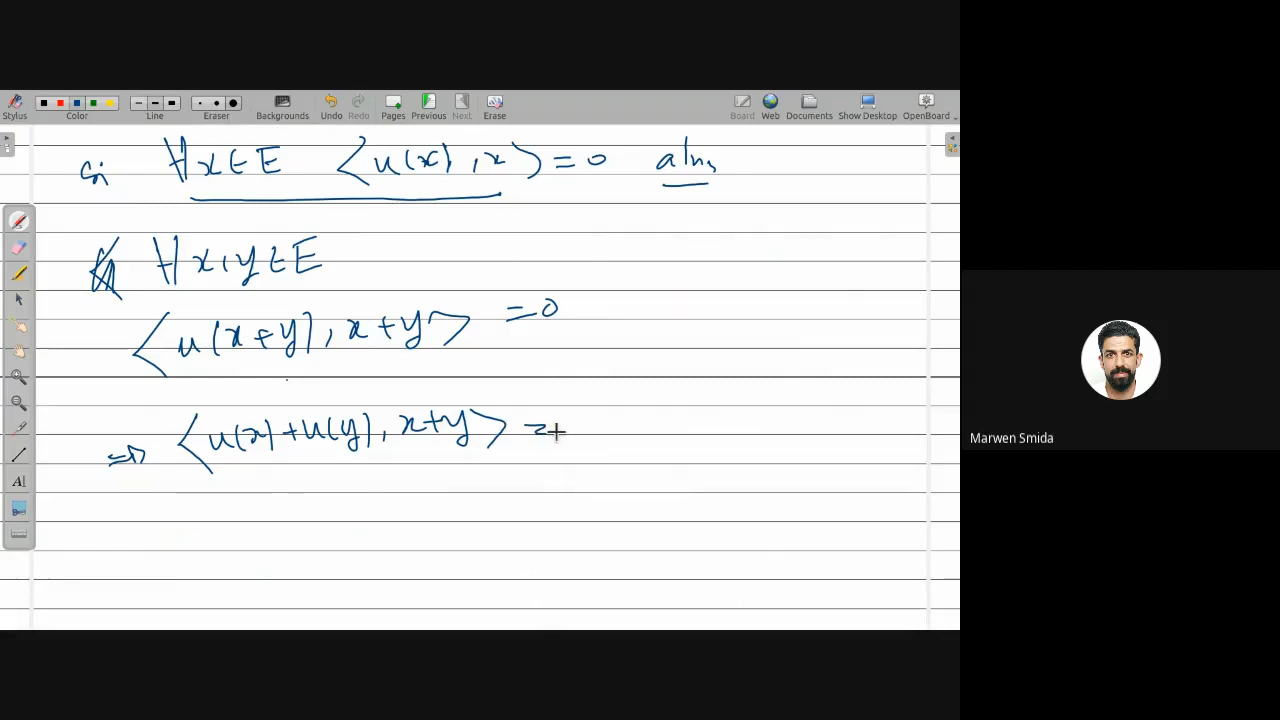 Stylus Color Line Eraser Backgrounds Undo Redo Pages Previous Next Erase Board Web Documents Show Desktop OpenBoard
Si ∀x∈E ⟨u(x), x⟩ = 0 alors
∀x,y∈E
⟨u(x+y), x+y⟩ = 0
⇒ ⟨u(x)+u(y), x+y⟩ =
Marwen Smida